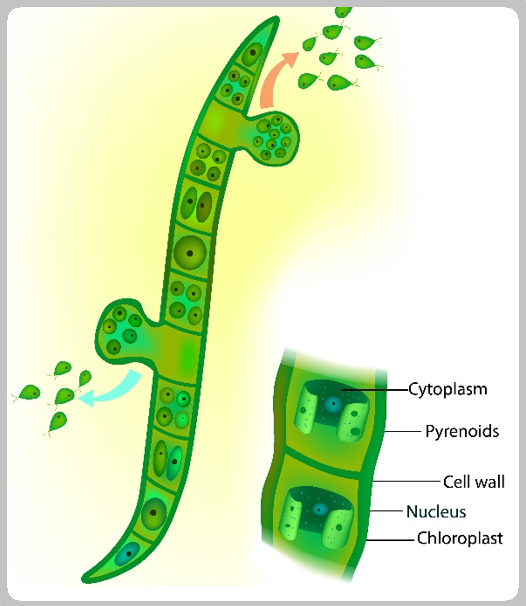 Cytoplasm
Pyrenoids
Cell wall
Nucleus
Chloroplast